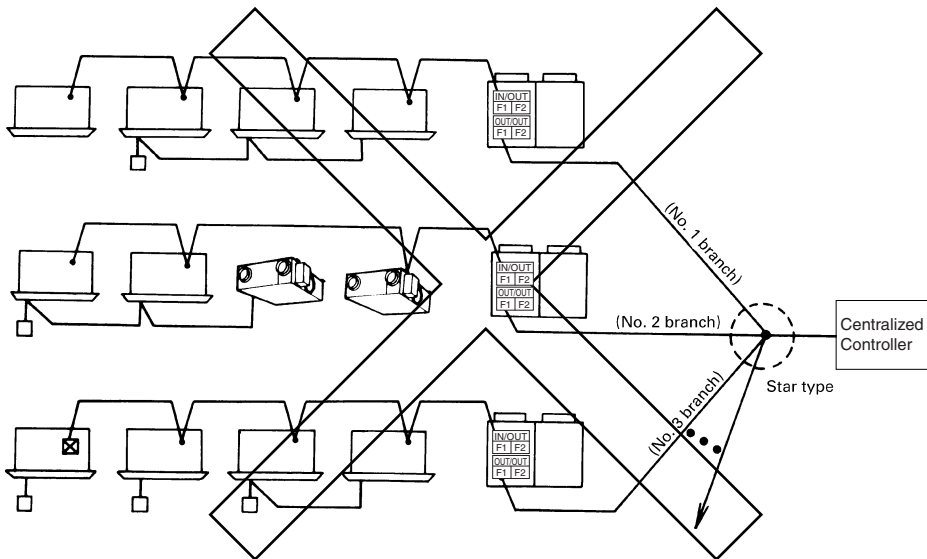 IN/OUT
F1 F2
OUT/OUT
F1 F2
(No. 1 branch)
IN/OUT
F1 F2
OUT/OUT
F1 F2
(No. 2 branch)
Centralized
Controller
Star type
(No. 3 branch)
IN/OUT
F1 F2
OUT/OUT
F1 F2